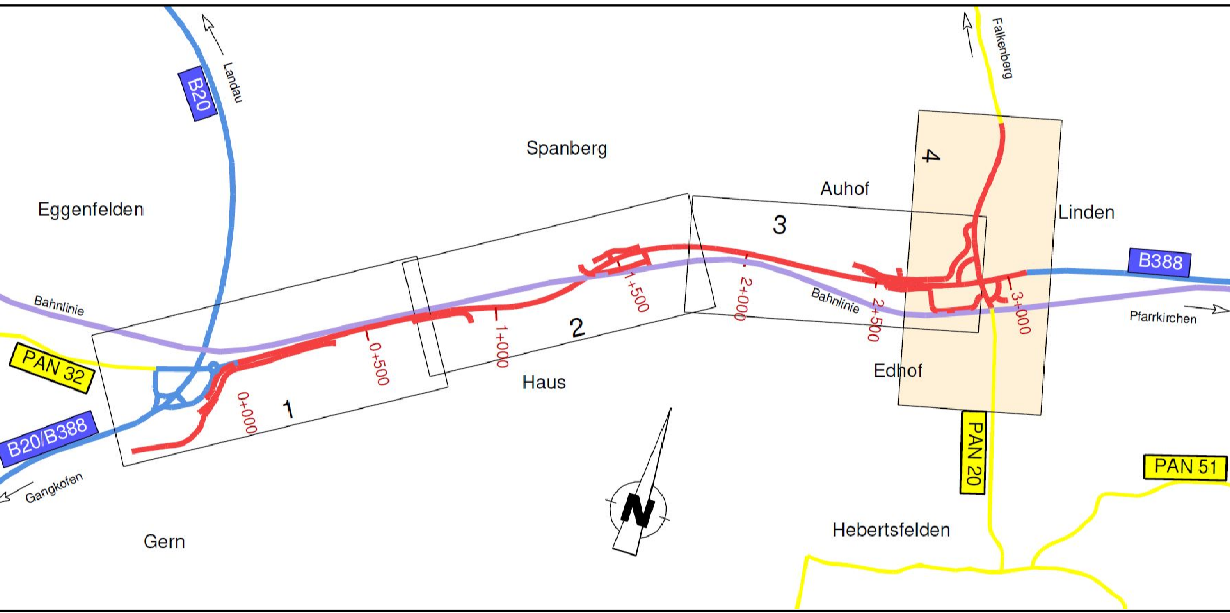 Falkenberg
Landau
B20
Spanberg
4
Auhof
Eggenfelden
Linden
3
B388
Bahnlinie
1+500
2+000
Bahnlinie
2+500
3+000
Pfarrkirchen
2
1+000
0+500
PAN 32
Edhof
Haus
0+000
1
B20/B388
PAN 20
PAN 51
Gangkofen
N
Hebertsfelden
Gern